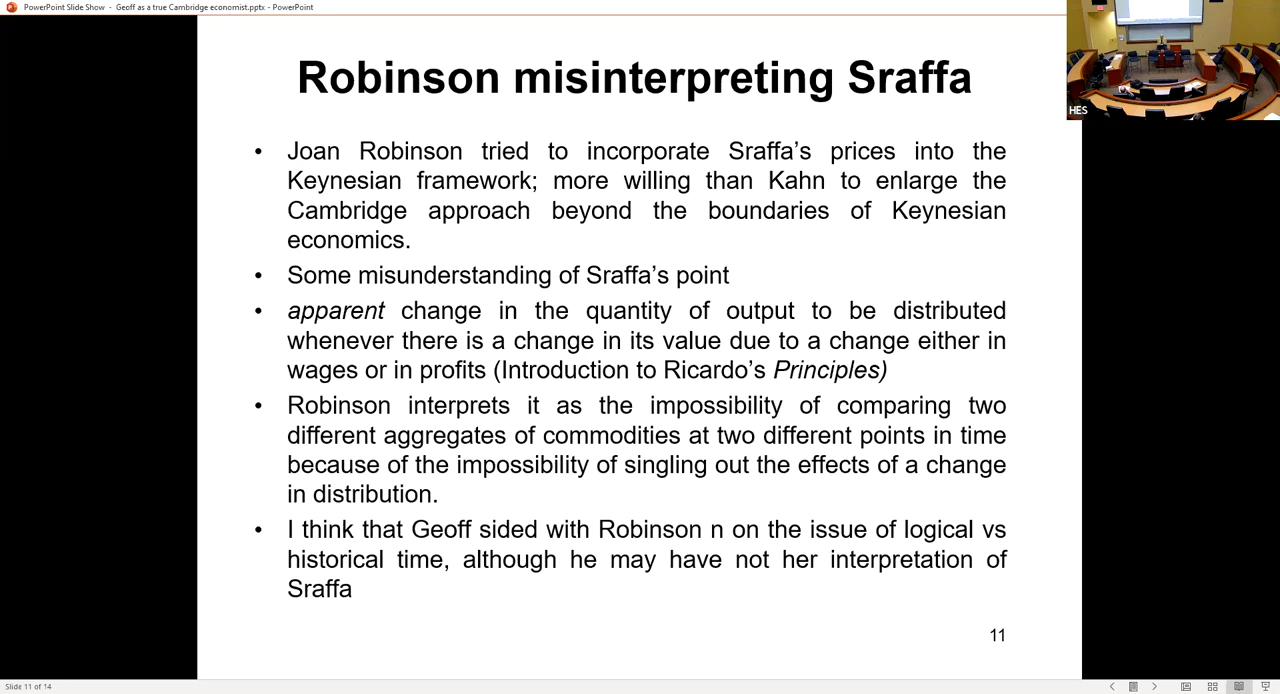 PowerPoint Slide Show - Geoff as a true Cambridge economist.pptx - PowerPoint
HES
Robinson misinterpreting Sraffa
• Joan Robinson tried to incorporate Sraffa's prices into the
Keynesian framework; more willing than Kahn to enlarge the
Cambridge approach beyond the boundaries of Keynesian
economics.
• Some misunderstanding of Sraffa's point
• apparent change in the quantity of output to be distributed
whenever there is a change in its value due to a change either in
wages or in profits (Introduction to Ricardo's Principles)
• Robinson interprets it as the impossibility of comparing two
different aggregates of commodities at two different points in time
because of the impossibility of singling out the effects of a change
in distribution.
• I think that Geoff sided with Robinson n on the issue of logical vs
historical time, although he may have not her interpretation of
Sraffa
11
Slide 11 of 14